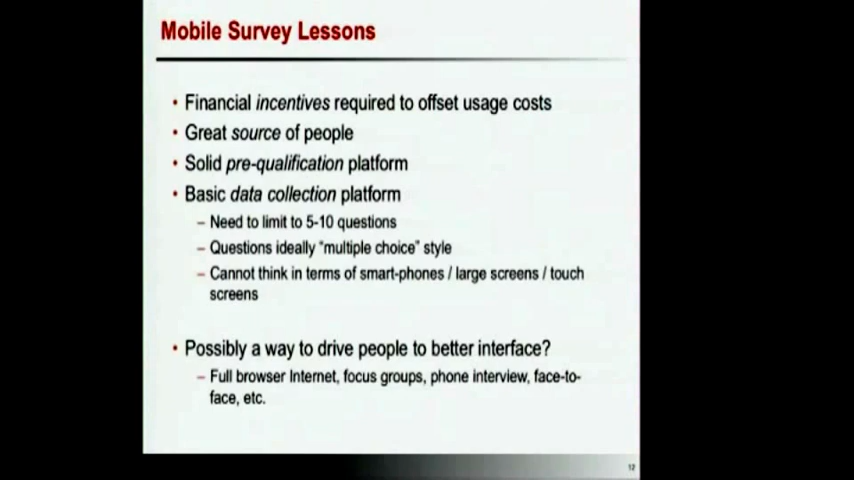 Mobile Survey Lessons
• Financial incentives required to offset usage costs
• Great source of people
• Solid pre-qualification platform
• Basic data collection platform
– Need to limit to 5-10 questions
– Questions ideally "multiple choice" style
– Cannot think in terms of smart-phones / large screens / touch
screens
• Possibly a way to drive people to better interface?
– Full browser Internet, focus groups, phone interview, face-to-
face, etc.
12